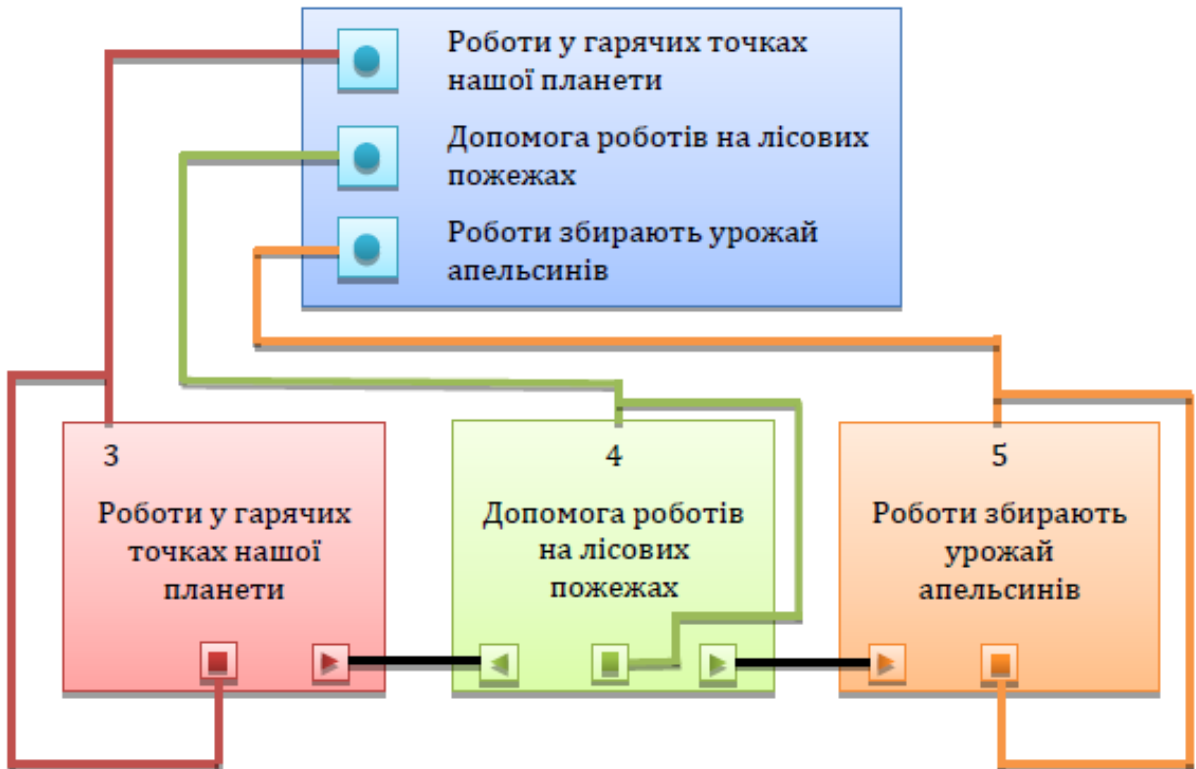 Роботи у гарячих точках
нашої планети
Допомога роботів на лісових
пожежах
Роботи збирають урожай
апельсинів
3
Роботи у гарячих
точках нашої
планети
4
Допомога роботів
на лісових
пожежах
5
Роботи збирають
урожай
апельсинів